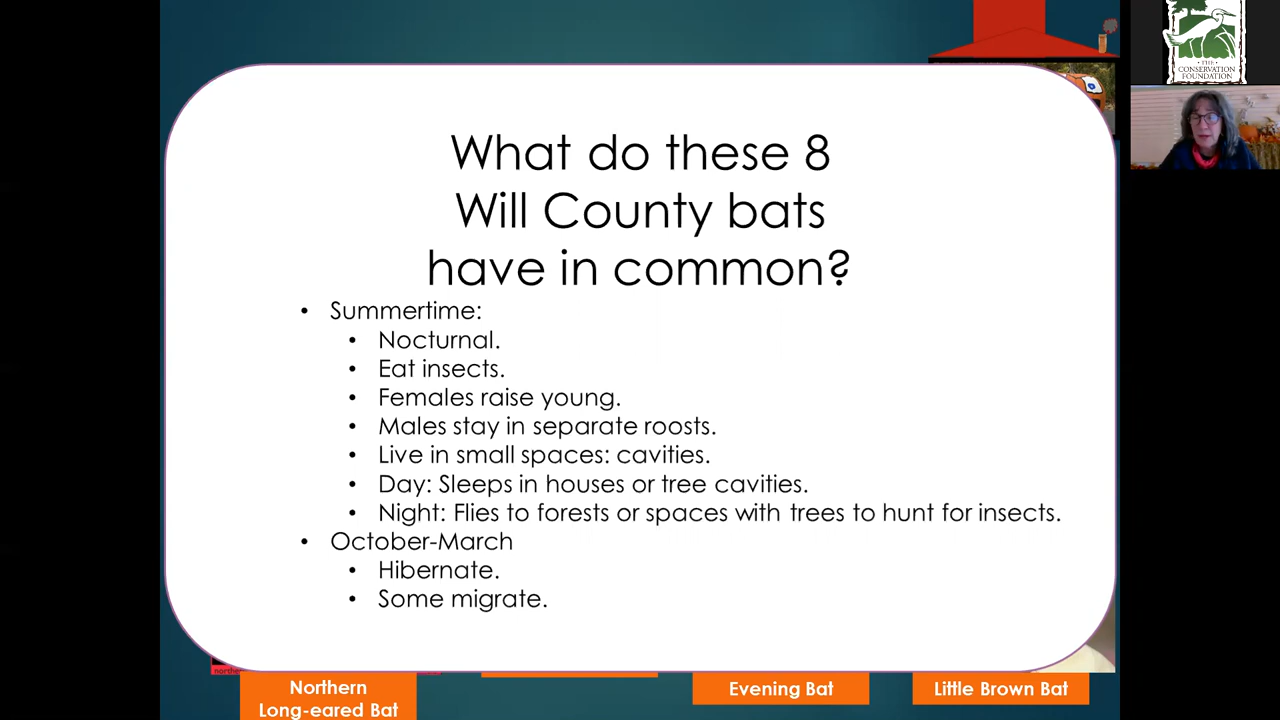 What do these 8
Will County bats
have in common?
• Summertime:
• Nocturnal.
• Eat insects.
• Females raise young.
• Males stay in separate roosts.
• Live in small spaces: cavities.
• Day: Sleeps in houses or tree cavities.
• Night: Flies to forests or spaces with trees to hunt for insects.
• October-March
• Hibernate.
• Some migrate.
Northern
Long-eared Bat
Evening Bat
Little Brown Bat
• THE •
CONSERVATION
FOUNDATION